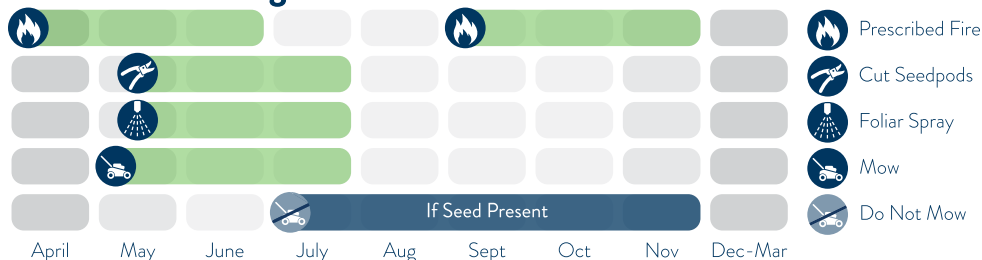 Prescribed Fire
Cut Seedpods
Foliar Spray
Mow
If Seed Present
Do Not Mow
April May June July Aug Sept Oct Nov Dec-Mar